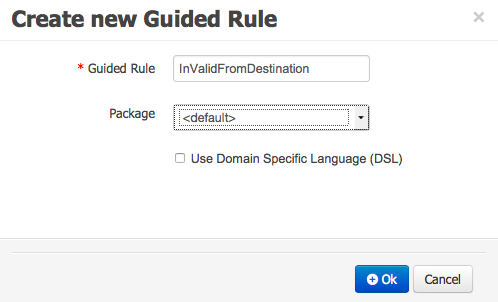 Create new Guided Rule ×
* Guided Rule InValidFromDestination
Package <default>
Use Domain Specific Language (DSL)
Ok Cancel